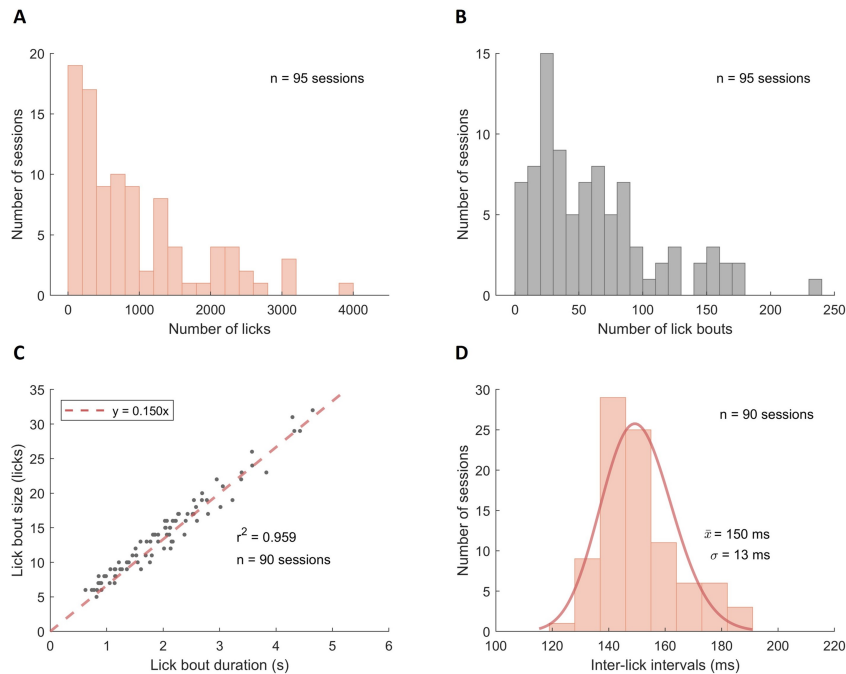 A
20
15
10
5
0
Number of sessions
n = 95 sessions
0 1000 2000 3000 4000
Number of licks
B
15
10
5
0
Number of sessions
n = 95 sessions
0 50 100 150 200 250
Number of lick bouts
C
35
30
25
20
15
10
5
0
Lick bout size (licks)
y = 0.150x
r² = 0.959
n = 90 sessions
0 1 2 3 4 5 6
Lick bout duration (s)
D
30
25
20
15
10
5
0
Number of sessions
n = 90 sessions
x̄ = 150 ms
σ = 13 ms
100 120 140 160 180 200 220
Inter-lick intervals (ms)